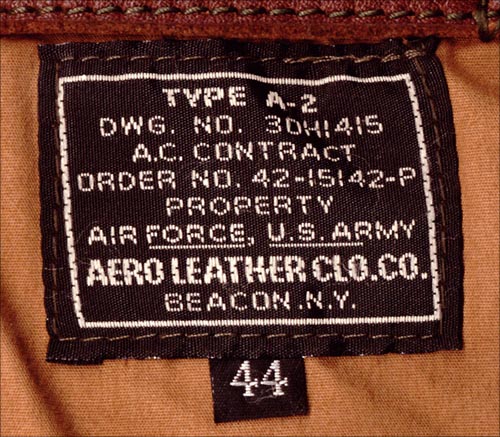 TYPE A-2
DWG. NO. 30H1415
A.C. CONTRACT
ORDER NO. 42-15142-P
PROPERTY
AIR FORCE, U.S. ARMY
AERO LEATHER CLO.CO.
BEACON.N.Y.
44